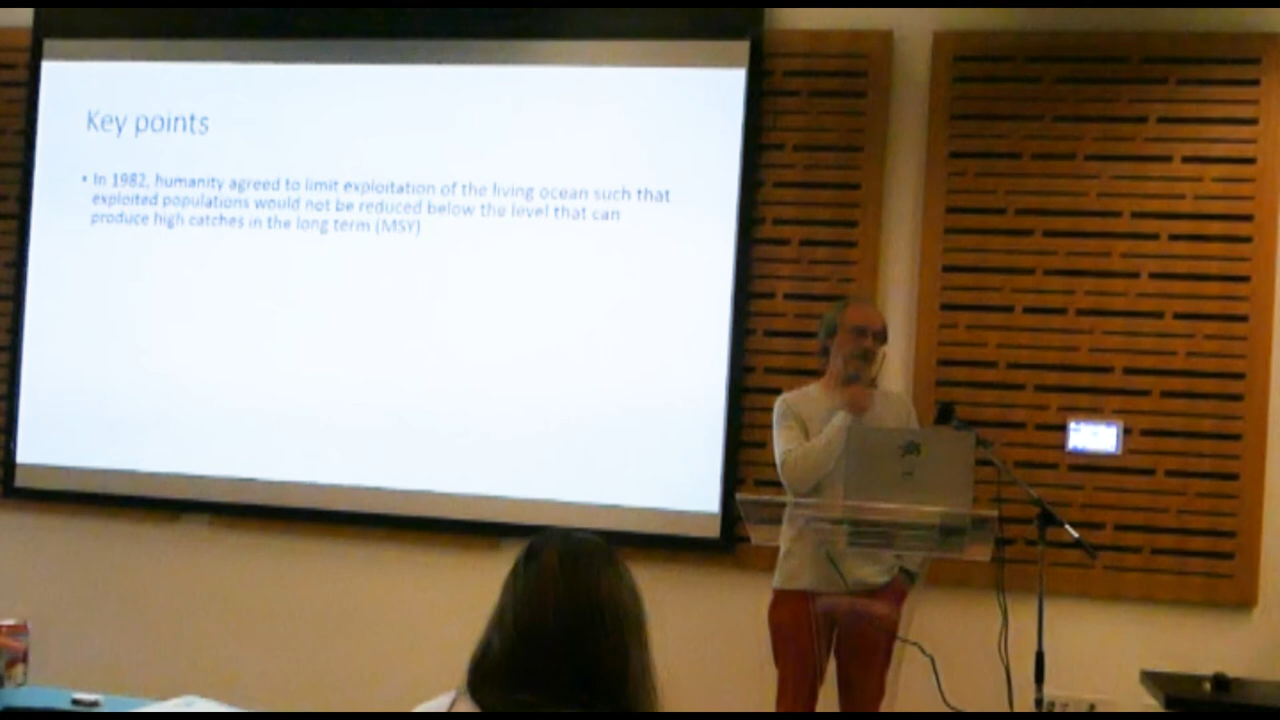 Key points
• In 1982, humanity agreed to limit exploitation of the living ocean such that
exploited populations would not be reduced below the level that can
produce high catches in the long term (MSY)